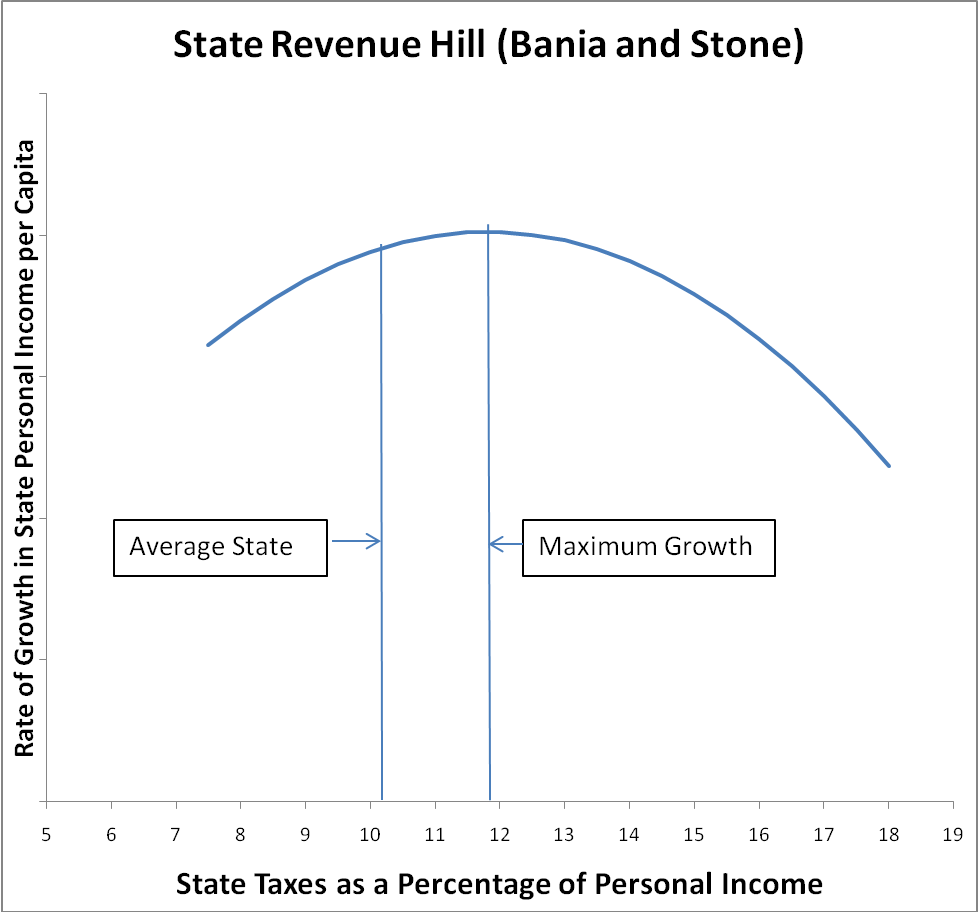 State Revenue Hill (Bania and Stone)
Rate of Growth in State Personal Income per Capita
Average State
Maximum Growth
5 6 7 8 9 10 11 12 13 14 15 16 17 18 19
State Taxes as a Percentage of Personal Income